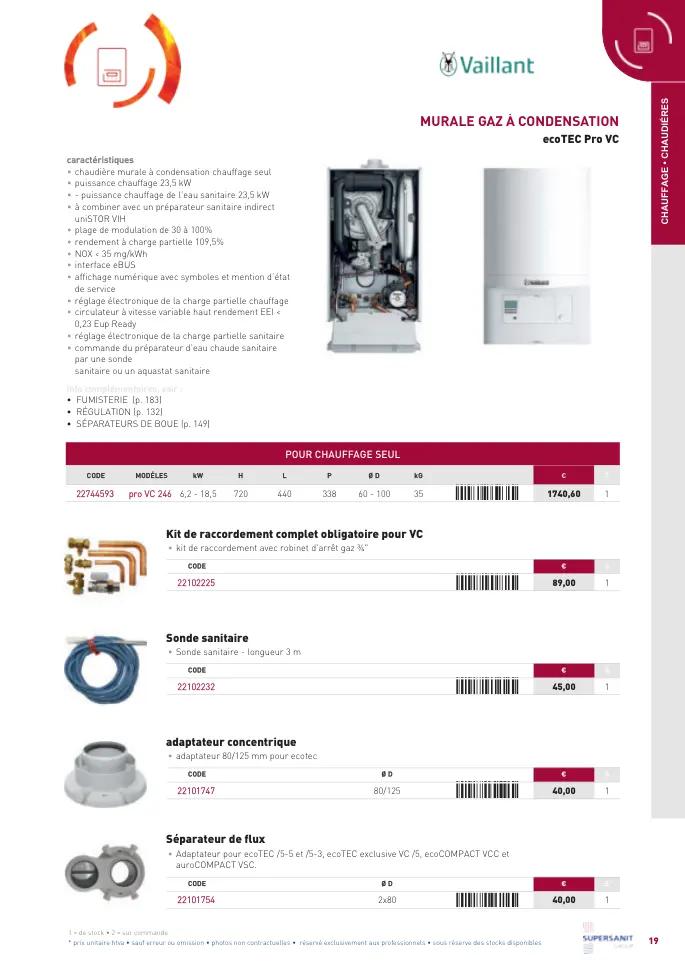 Vaillant
CHAUFFAGE • CHAUDIÈRES
MURALE GAZ À CONDENSATION
ecoTEC Pro VC
caractéristiques
• chaudière murale à condensation chauffage seul
• puissance chauffage 23,5 kW
• - puissance chauffage de l'eau sanitaire 23,5 kW
• à combiner avec un préparateur sanitaire indirect
uniSTOR VIH
• plage de modulation de 30 à 100%
• rendement à charge partielle 109,5%
• NOX < 35 mg/kWh
• interface eBUS
• affichage numérique avec symboles et mention d'état
de service
• réglage électronique de la charge partielle chauffage
• circulateur à vitesse variable haut rendement EEI <
0,23 Eup Ready
• réglage électronique de la charge partielle sanitaire
• commande du préparateur d'eau chaude sanitaire
par une sonde
sanitaire ou un aquastat sanitaire
Info complémentaires, voir :
• FUMISTERIE (p. 183)
• RÉGULATION (p. 132)
• SÉPARATEURS DE BOUE (p. 149)
POUR CHAUFFAGE SEUL
CODE MODÈLES kW H L P Ø D kG €
22744593 pro VC 246 6,2 - 18,5 720 440 338 60 - 100 35 1740,60 1
Kit de raccordement complet obligatoire pour VC
• kit de raccordement avec robinet d'arrêt gaz ¾"
CODE €
22102225 89,00 1
Sonde sanitaire
• Sonde sanitaire - longueur 3 m
CODE €
22102232 45,00 1
adaptateur concentrique
• adaptateur 80/125 mm pour ecotec
CODE Ø D €
22101747 80/125 40,00 1
Séparateur de flux
• Adaptateur pour ecoTEC /5-5 et /5-3, ecoTEC exclusive VC /5, ecoCOMPACT VCC et
auroCOMPACT VSC.
CODE Ø D €
22101754 2x80 40,00 1
1 = de stock • 2 = sur commande
* prix unitaire htva • sauf erreur ou omission • photos non contractuelles • réservé exclusivement aux professionnels • sous réserve des stocks disponibles
SUPERSANIT
GROUP
19